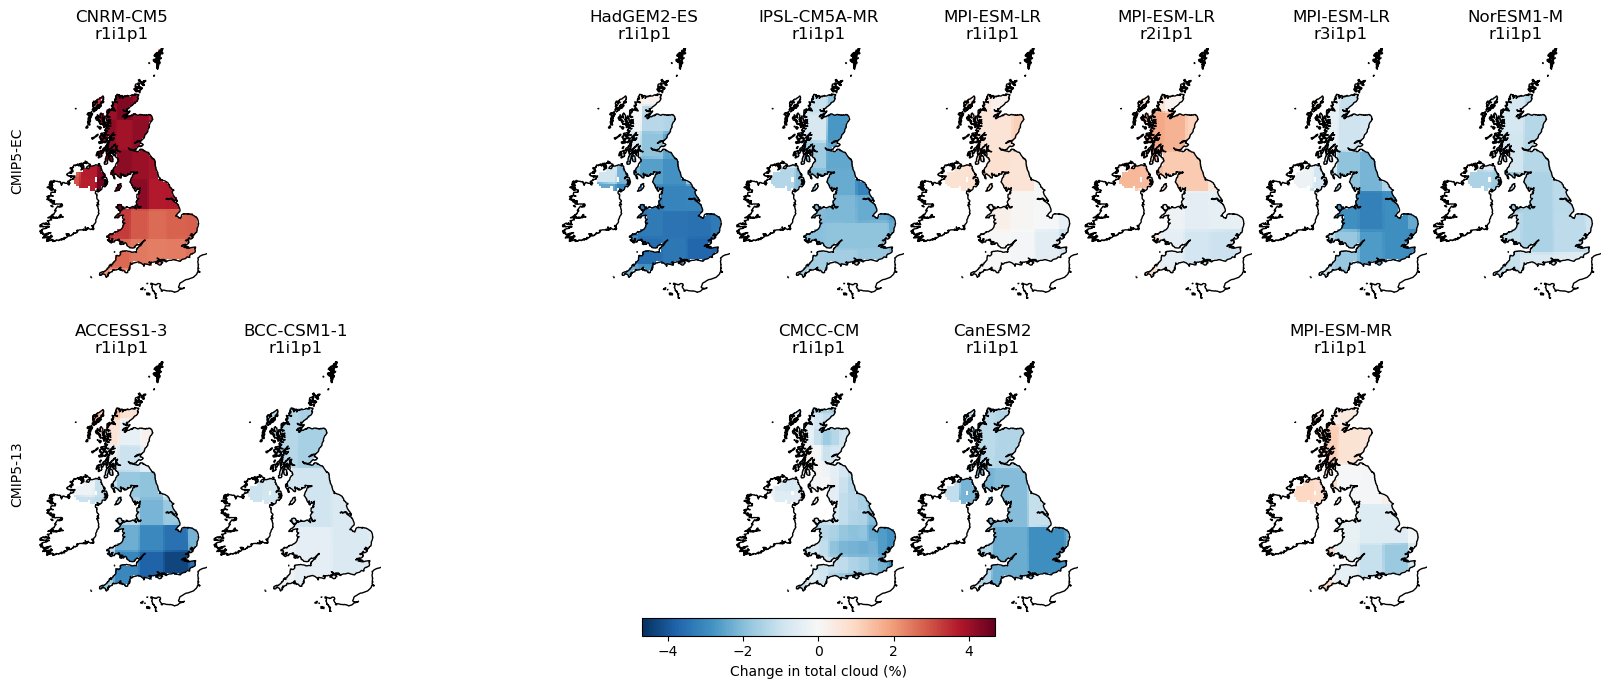 CNRM-CM5
r1i1p1
HadGEM2-ES
r1i1p1
IPSL-CM5A-MR
r1i1p1
MPI-ESM-LR
r1i1p1
MPI-ESM-LR
r2i1p1
MPI-ESM-LR
r3i1p1
NorESM1-M
r1i1p1
CMIP5-EC
ACCESS1-3
r1i1p1
BCC-CSM1-1
r1i1p1
CMCC-CM
r1i1p1
CanESM2
r1i1p1
MPI-ESM-MR
r1i1p1
CMIP5-13
−4 −2 0 2 4
Change in total cloud (%)